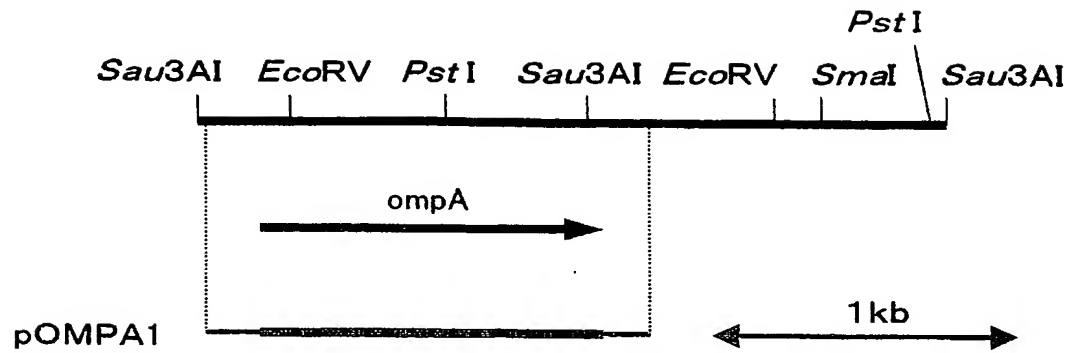 PstI
Sau3AI EcoRV PstI Sau3AI EcoRV SmaI Sau3AI
ompA
pOMPA1
1kb